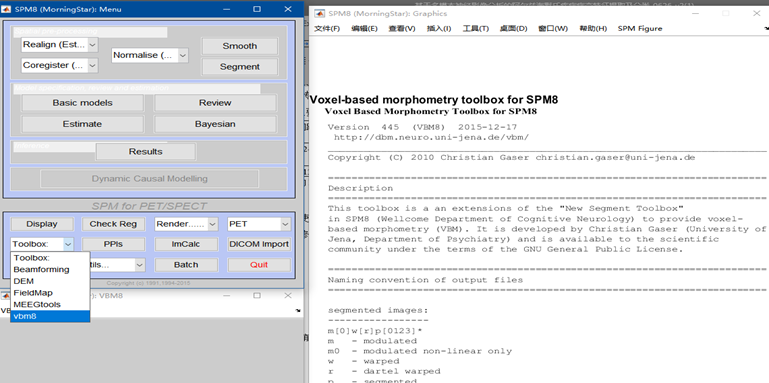 SPM8 (MorningStar): Menu
Realign (Est...
Normalise (...
Smooth
Coregister (...
Segment
Basic models
Review
Estimate
Bayesian
Results
Dynamic Causal Modelling
SPM for PET/SPECT
Display
Check Reg
Render......
PET
Toolbox:
PPIs
ImCalc
DICOM Import
Toolbox:
Beamforming
DEM
FieldMap
MEEGtools
vbm8
tils...
Batch
Quit
Copyright (c) 1991,1994-2015
): VBM8
VB
SPM8 (MorningStar): Graphics
文件(F) 编辑(E) 查看(V) 插入(I) 工具(T) 桌面(D) 窗口(W) 帮助(H) SPM Figure
Voxel-based morphometry toolbox for SPM8
Voxel Based Morphometry Toolbox for SPM8
Version 445 (VBM8) 2015-12-17
http://dbm.neuro.uni-jena.de/vbm/
Copyright (C) 2010 Christian Gaser christian.gaser@uni-jena.de
Description
This toolbox is a an extensions of the "New Segment Toolbox"
in SPM8 (Wellcome Department of Cognitive Neurology) to provide voxel-
based morphometry (VBM). It is developed by Christian Gaser (University of
Jena, Department of Psychiatry) and is available to the scientific
community under the terms of the GNU General Public License.
Naming convention of output files
segmented images:
m[0]w[r]p[0123]*
m - modulated
m0 - modulated non-linear only
w - warped
r - dartel warped
p - segmented